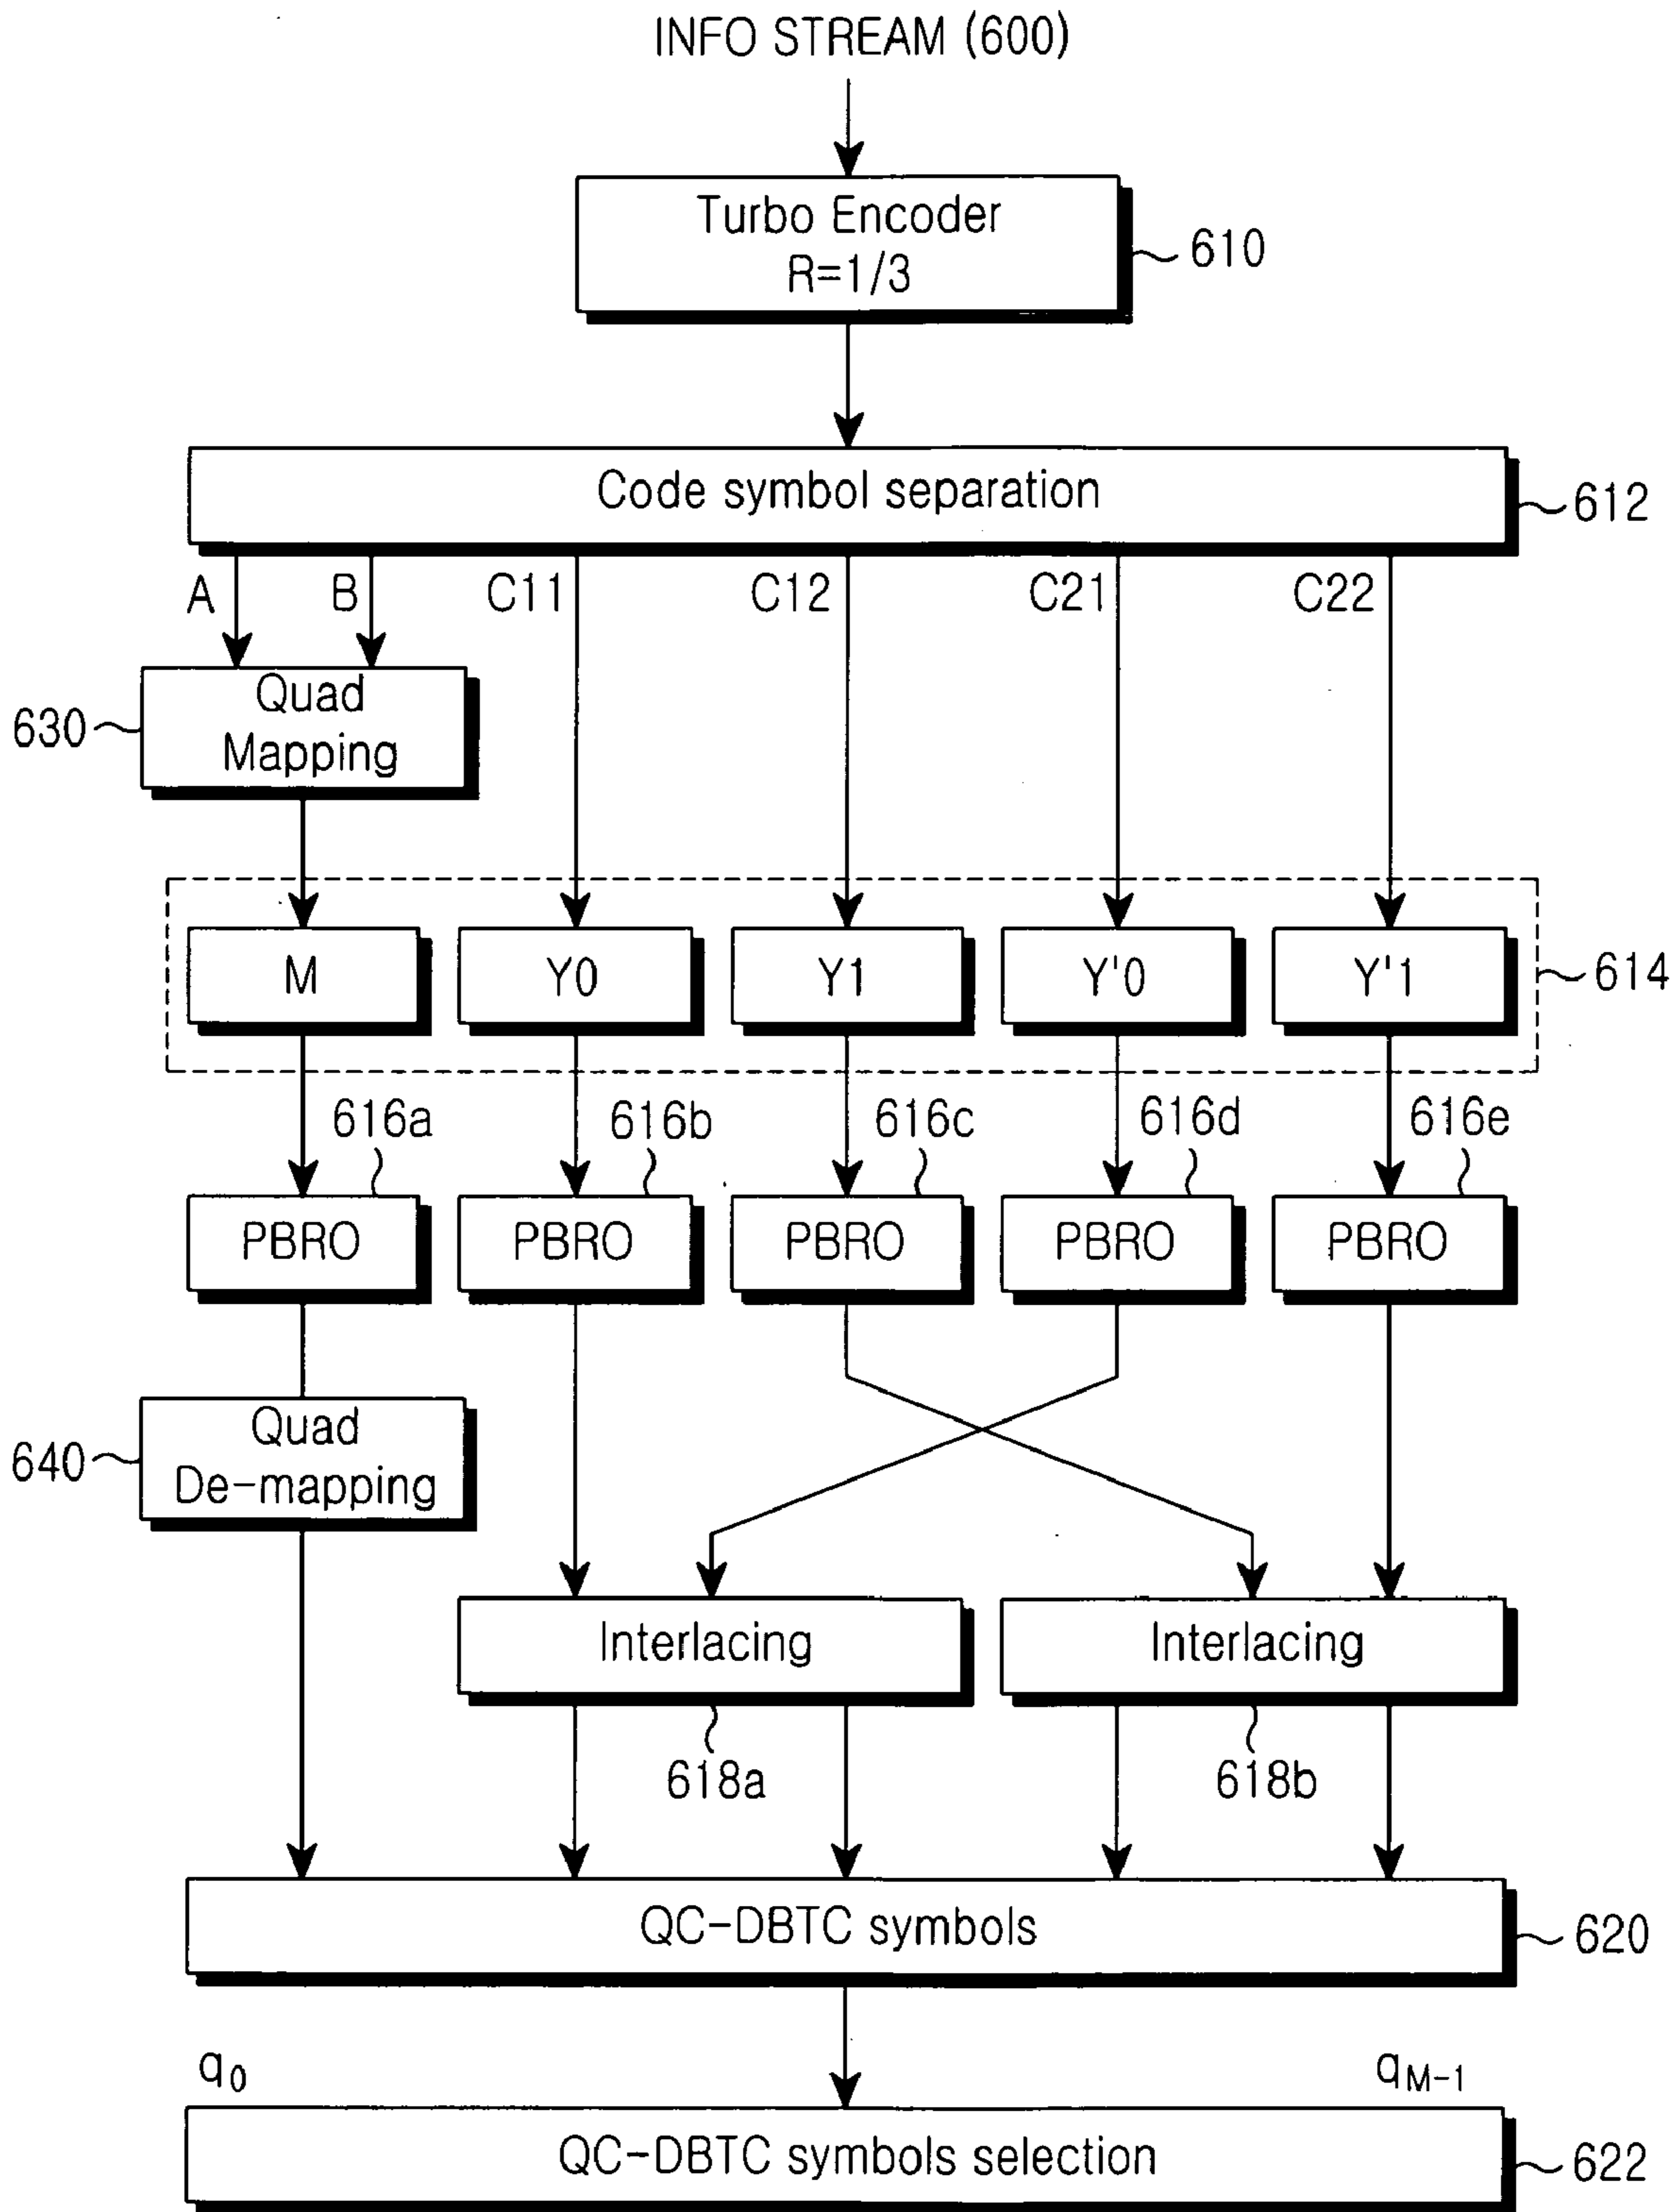 INFO STREAM (600)
Turbo Encoder
R=1/3
610
Code symbol separation
612
A
B
C11
C12
C21
C22
Quad
Mapping
630
M
Y0
Y1
Y'0
Y'1
614
616a
616b
616c
616d
616e
PBRO
PBRO
PBRO
PBRO
PBRO
Quad
De-mapping
640
Interlacing
Interlacing
618a
618b
QC-DBTC symbols
620
q0
qM-1
QC-DBTC symbols selection
622